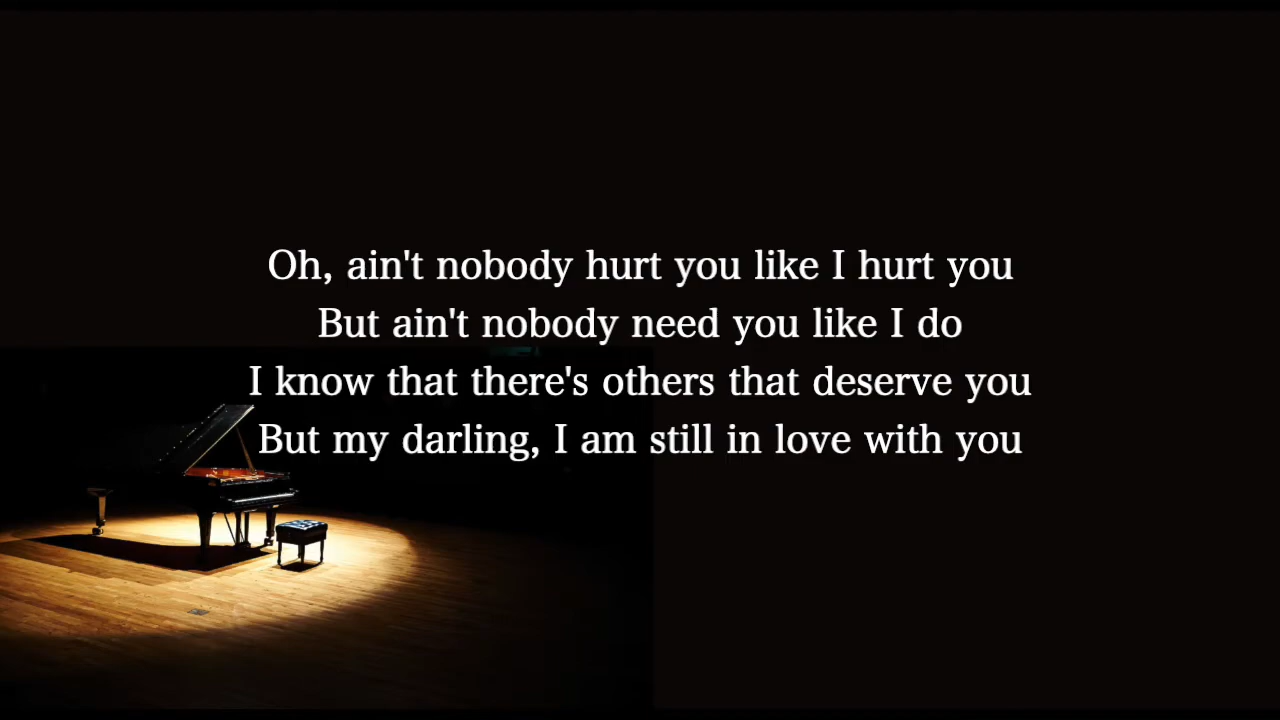 Oh, ain't nobody hurt you like I hurt you
But ain't nobody need you like I do
I know that there's others that deserve you
But my darling, I am still in love with you